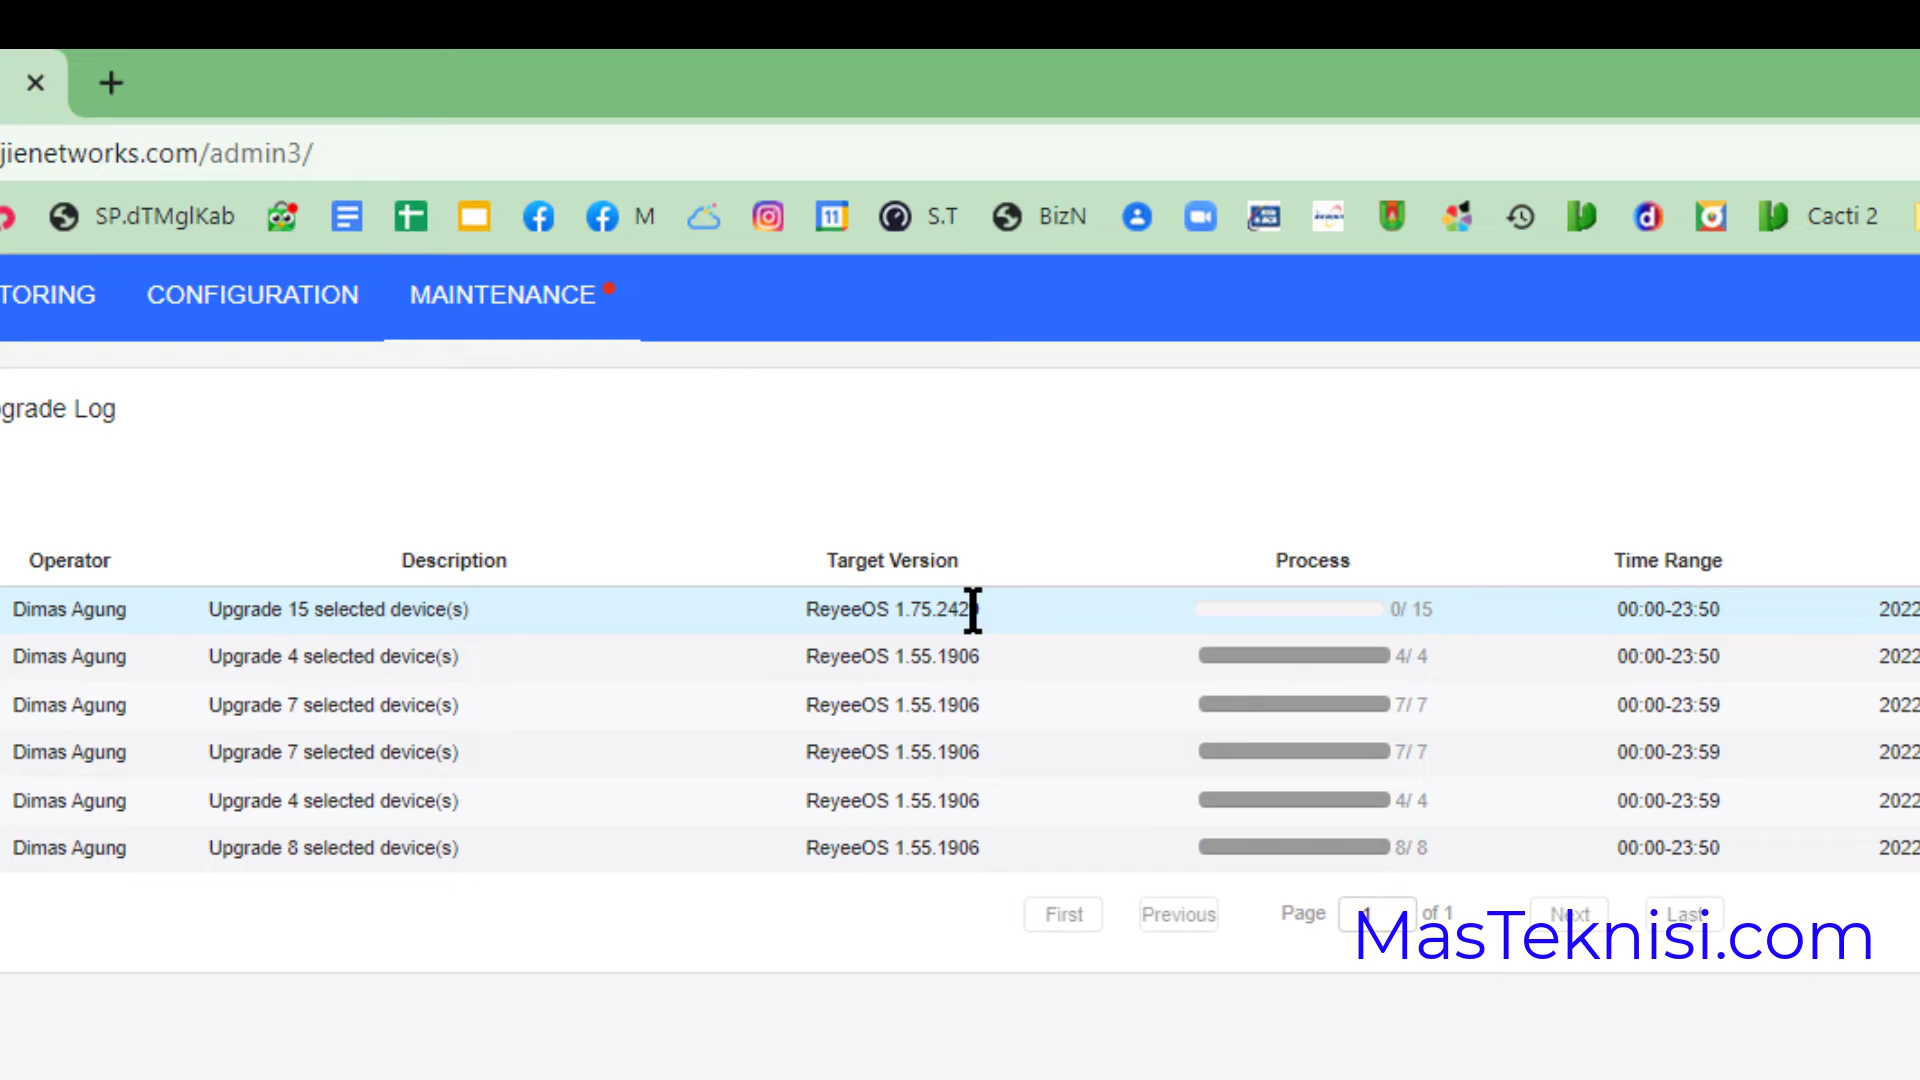 jienetworks.com/admin3/
SP.dTMglKab M 11 S.T BizN Cacti 2
TORING CONFIGURATION MAINTENANCE
grade Log
Operator Description Target Version Process Time Range
Dimas Agung Upgrade 15 selected device(s) ReyeeOS 1.75.242 0/ 15 00:00-23:50 2022
Dimas Agung Upgrade 4 selected device(s) ReyeeOS 1.55.1906 4/ 4 00:00-23:50 2022
Dimas Agung Upgrade 7 selected device(s) ReyeeOS 1.55.1906 7/ 7 00:00-23:59 2022
Dimas Agung Upgrade 7 selected device(s) ReyeeOS 1.55.1906 7/ 7 00:00-23:59 2022
Dimas Agung Upgrade 4 selected device(s) ReyeeOS 1.55.1906 4/ 4 00:00-23:59 2022
Dimas Agung Upgrade 8 selected device(s) ReyeeOS 1.55.1906 8/ 8 00:00-23:50 2022
First Previous Page 1 of 1 Next Last
MasTeknisi.com